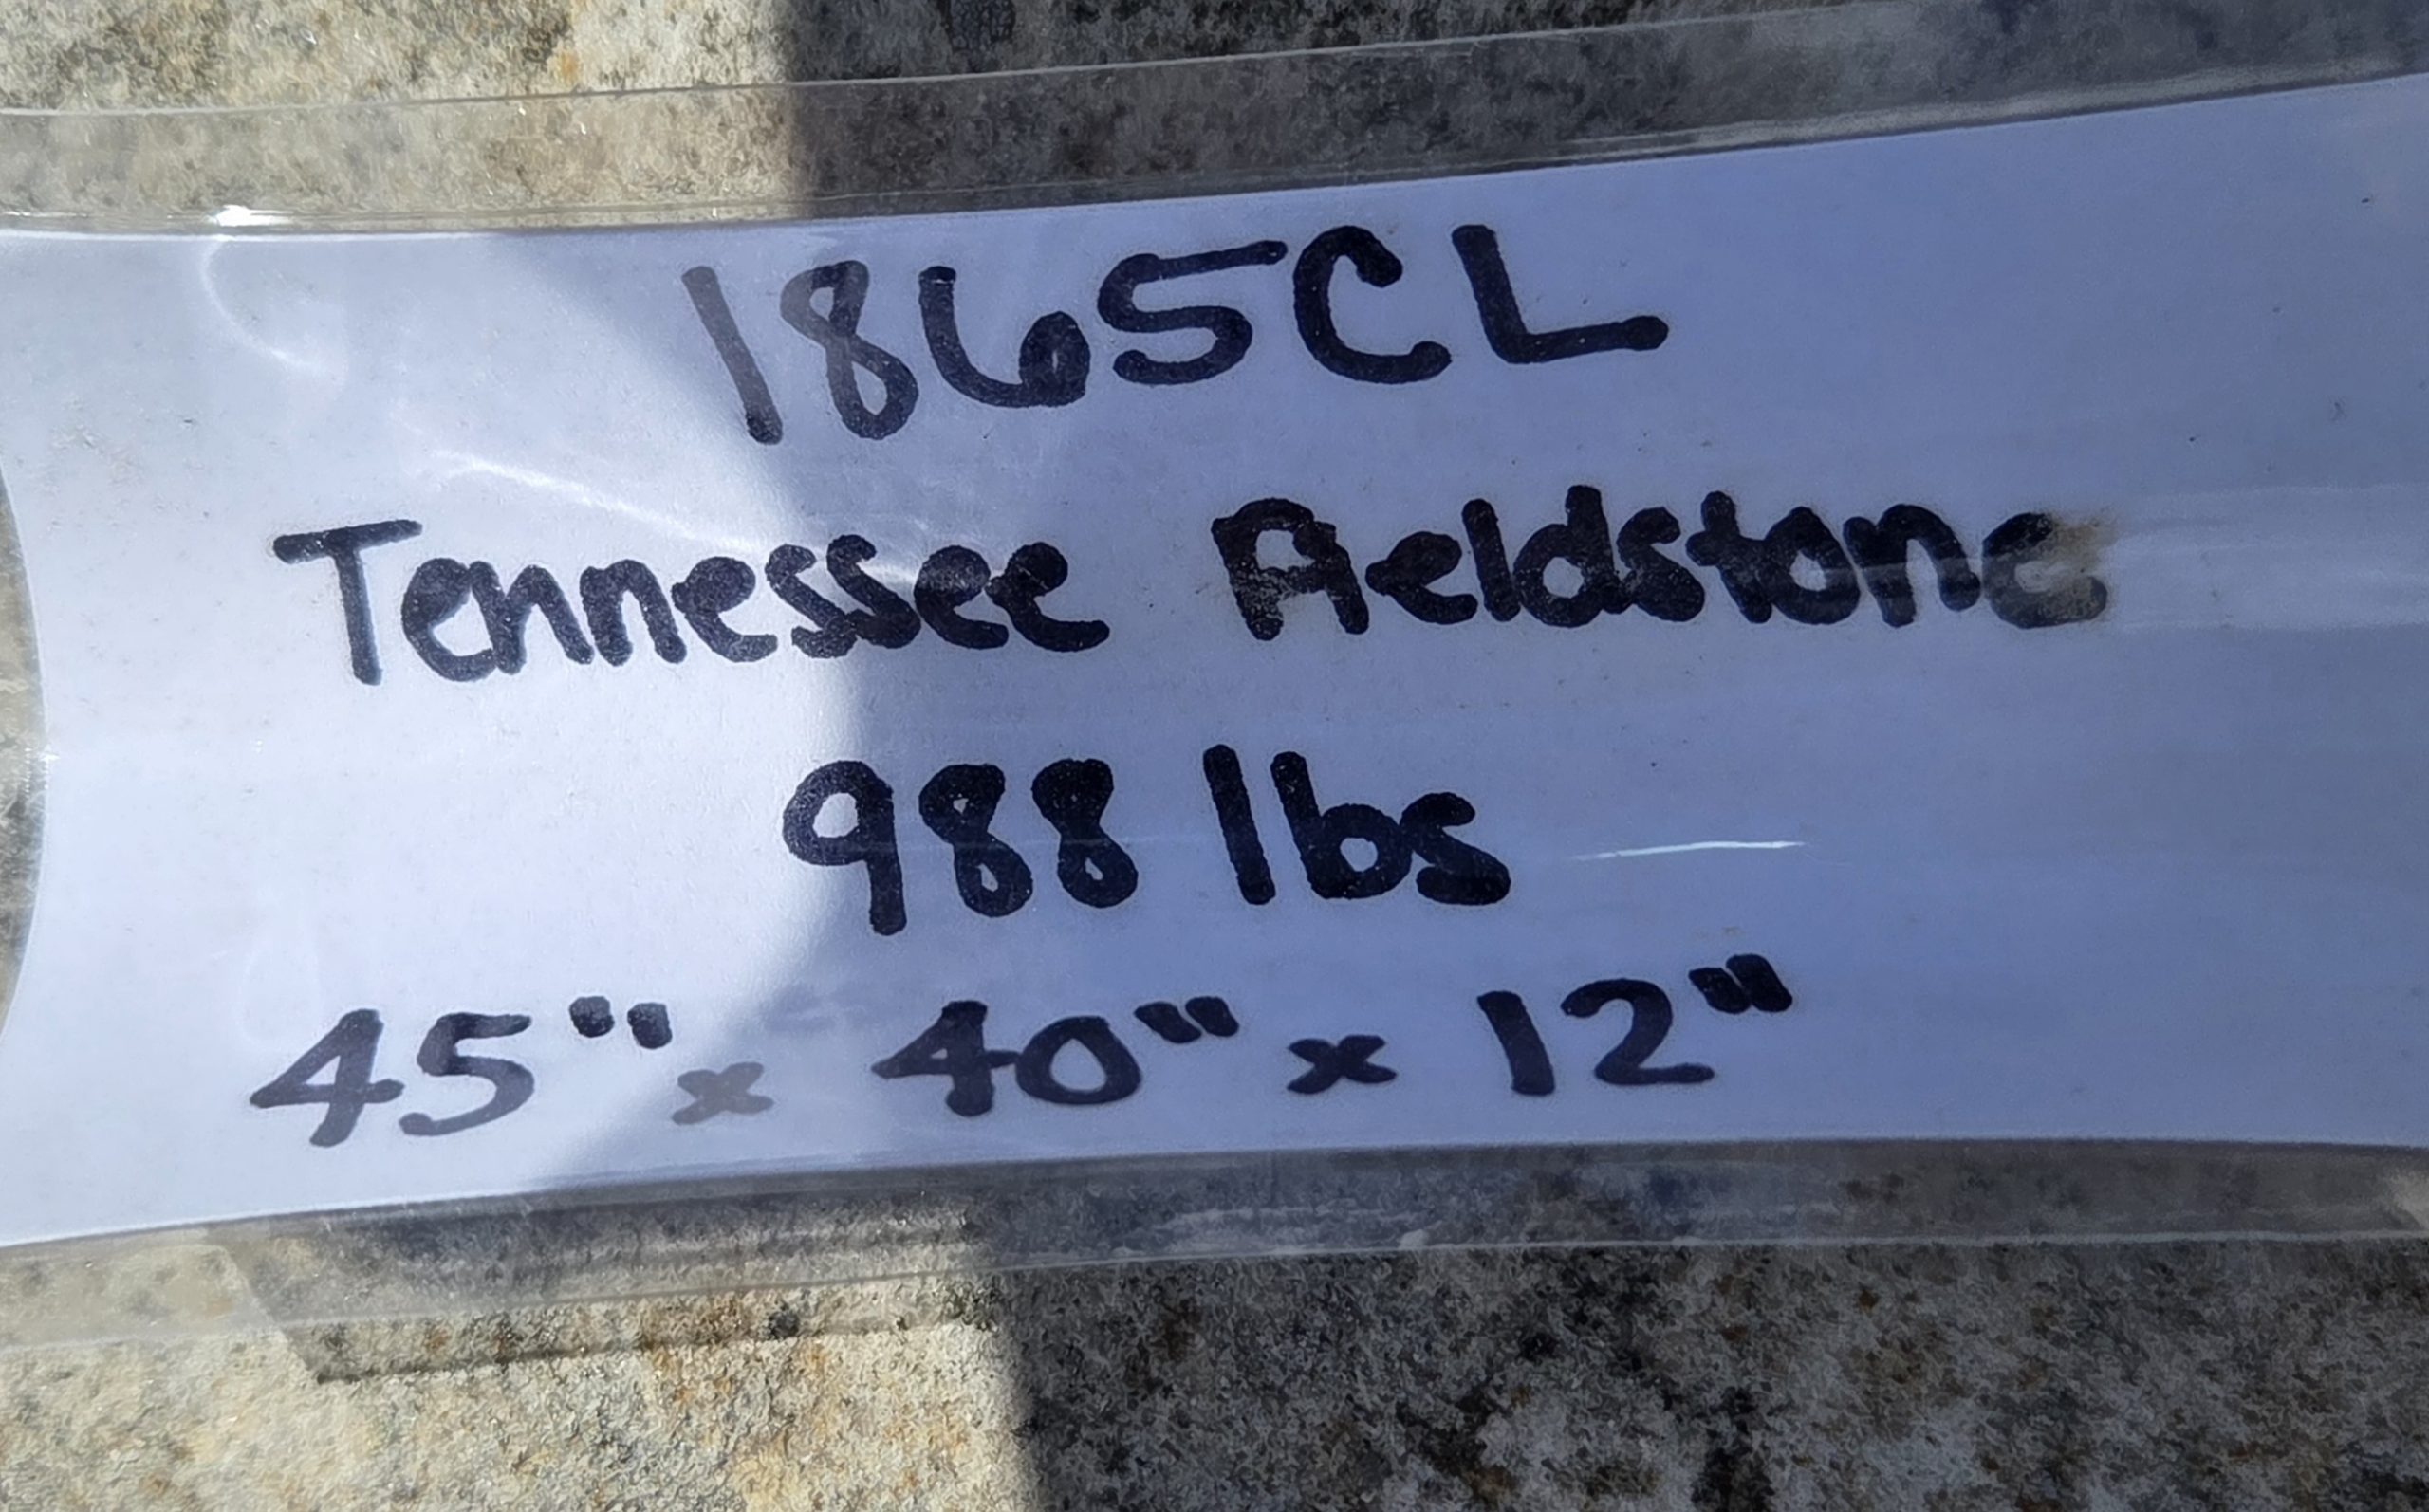 1865CL
Tennessee Fieldstone
988 lbs
45" x 40" x 12"